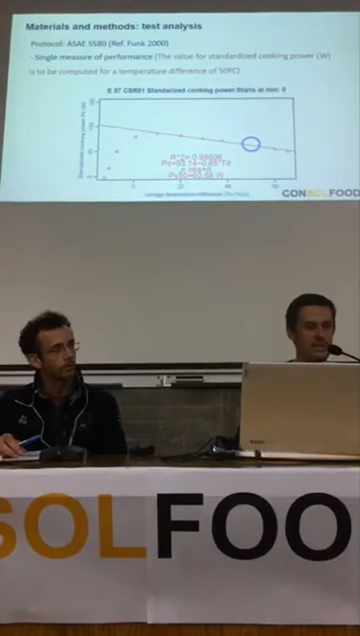 Materials and methods: test analysis
Protocol: ASAE S580 (Ref. Funk 2000)
- Single measure of performance (The value for standardized cooking power (W)
is to be computed for a temperature difference of 50ºC)
E 57 CSR01 Standarized cooking power.Starts at min: 0
CONSOLFOOD
SOLFOO